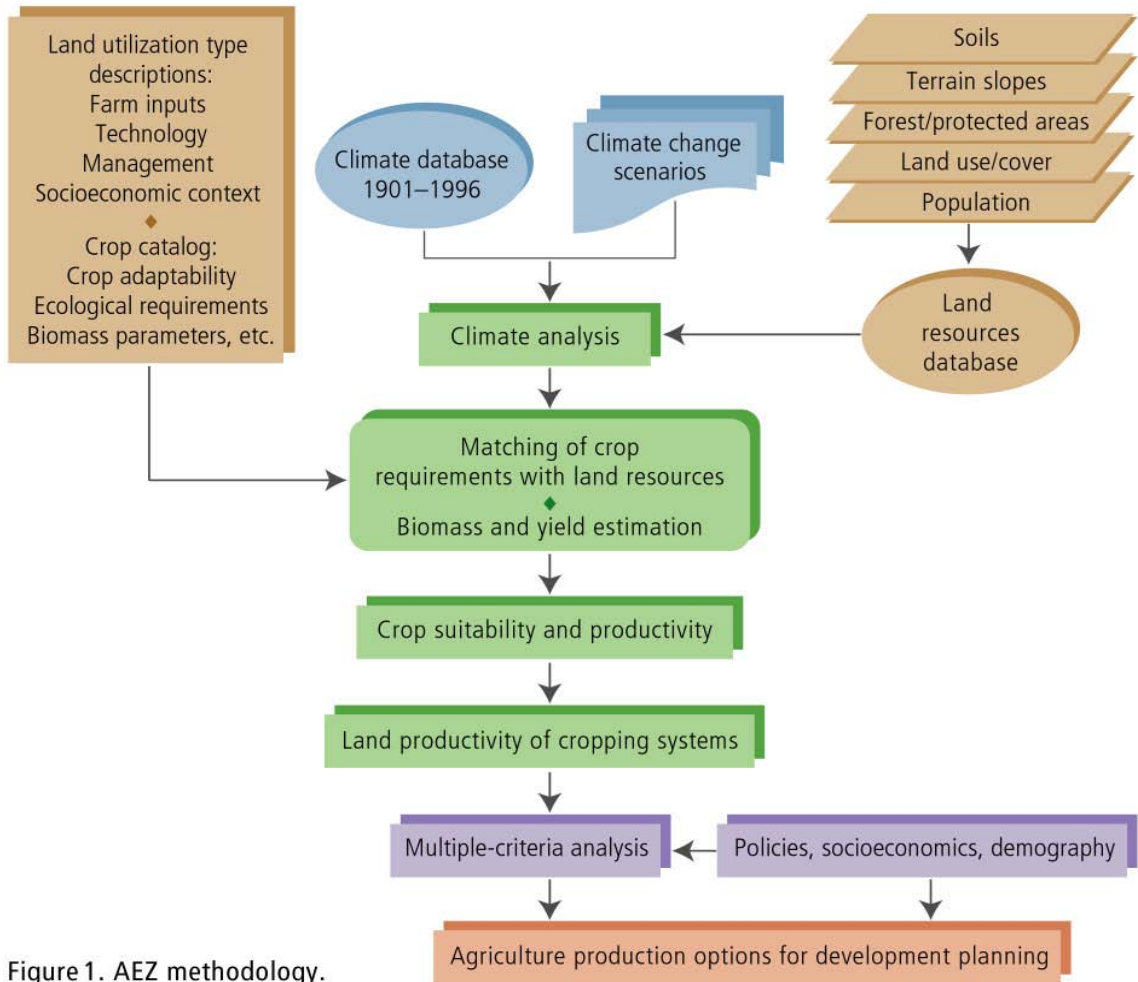 Land utilization type
descriptions:
Farm inputs
Technology
Management
Socioeconomic context
Crop catalog:
Crop adaptability
Ecological requirements
Biomass parameters, etc.
Climate database
1901–1996
Climate change
scenarios
Soils
Terrain slopes
Forest/protected areas
Land use/cover
Population
Land
resources
database
Climate analysis
Matching of crop
requirements with land resources
Biomass and yield estimation
Crop suitability and productivity
Land productivity of cropping systems
Multiple-criteria analysis
Policies, socioeconomics, demography
Agriculture production options for development planning
Figure 1. AEZ methodology.